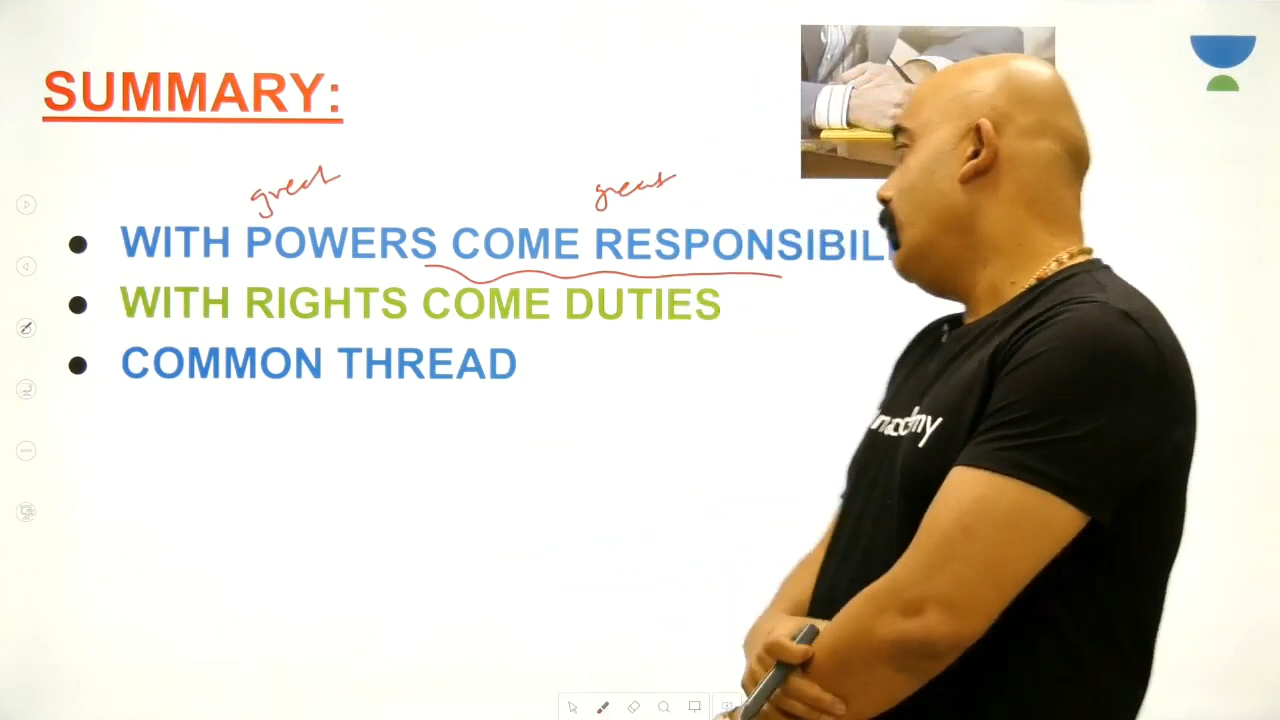 SUMMARY:
great great
WITH POWERS COME RESPONSIBIL
WITH RIGHTS COME DUTIES
COMMON THREAD